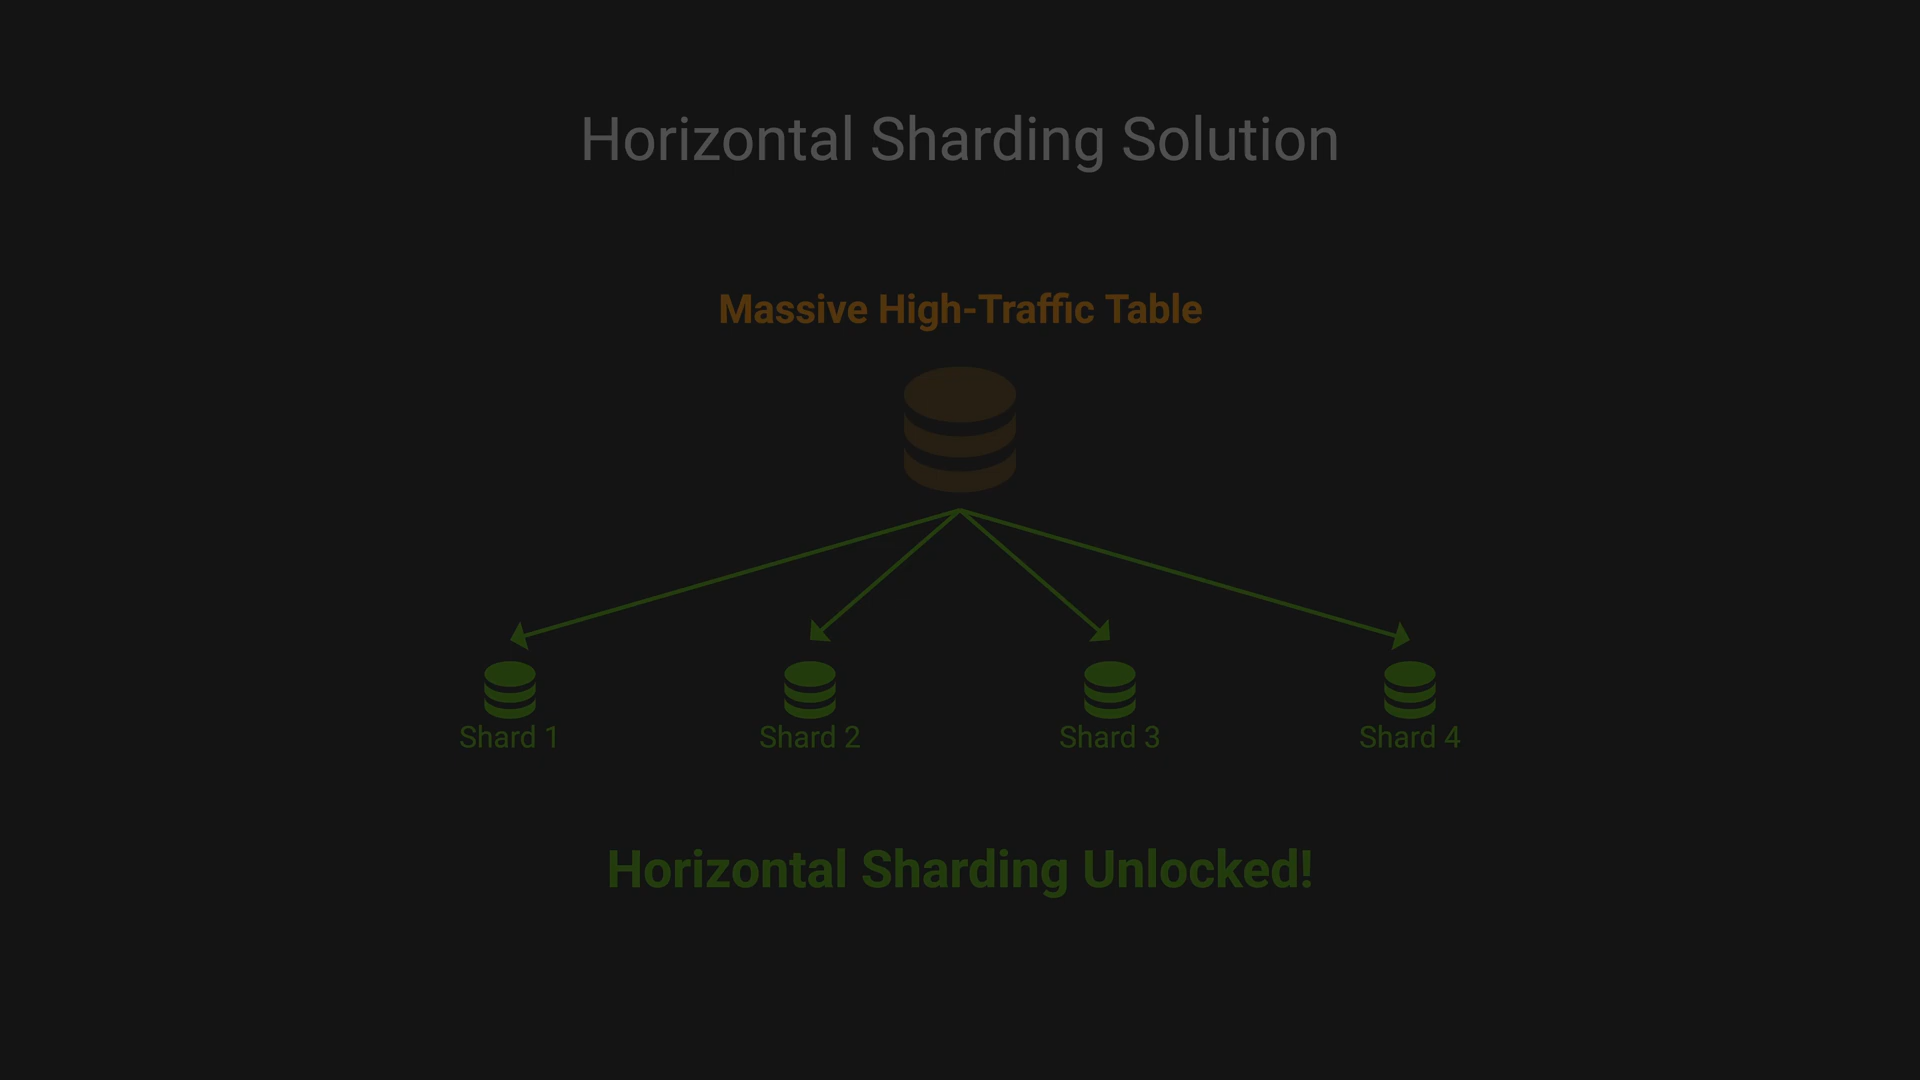 Horizontal Sharding Solution
Massive High-Traffic Table
Shard 1
Shard 2
Shard 3
Shard 4
Horizontal Sharding Unlocked!